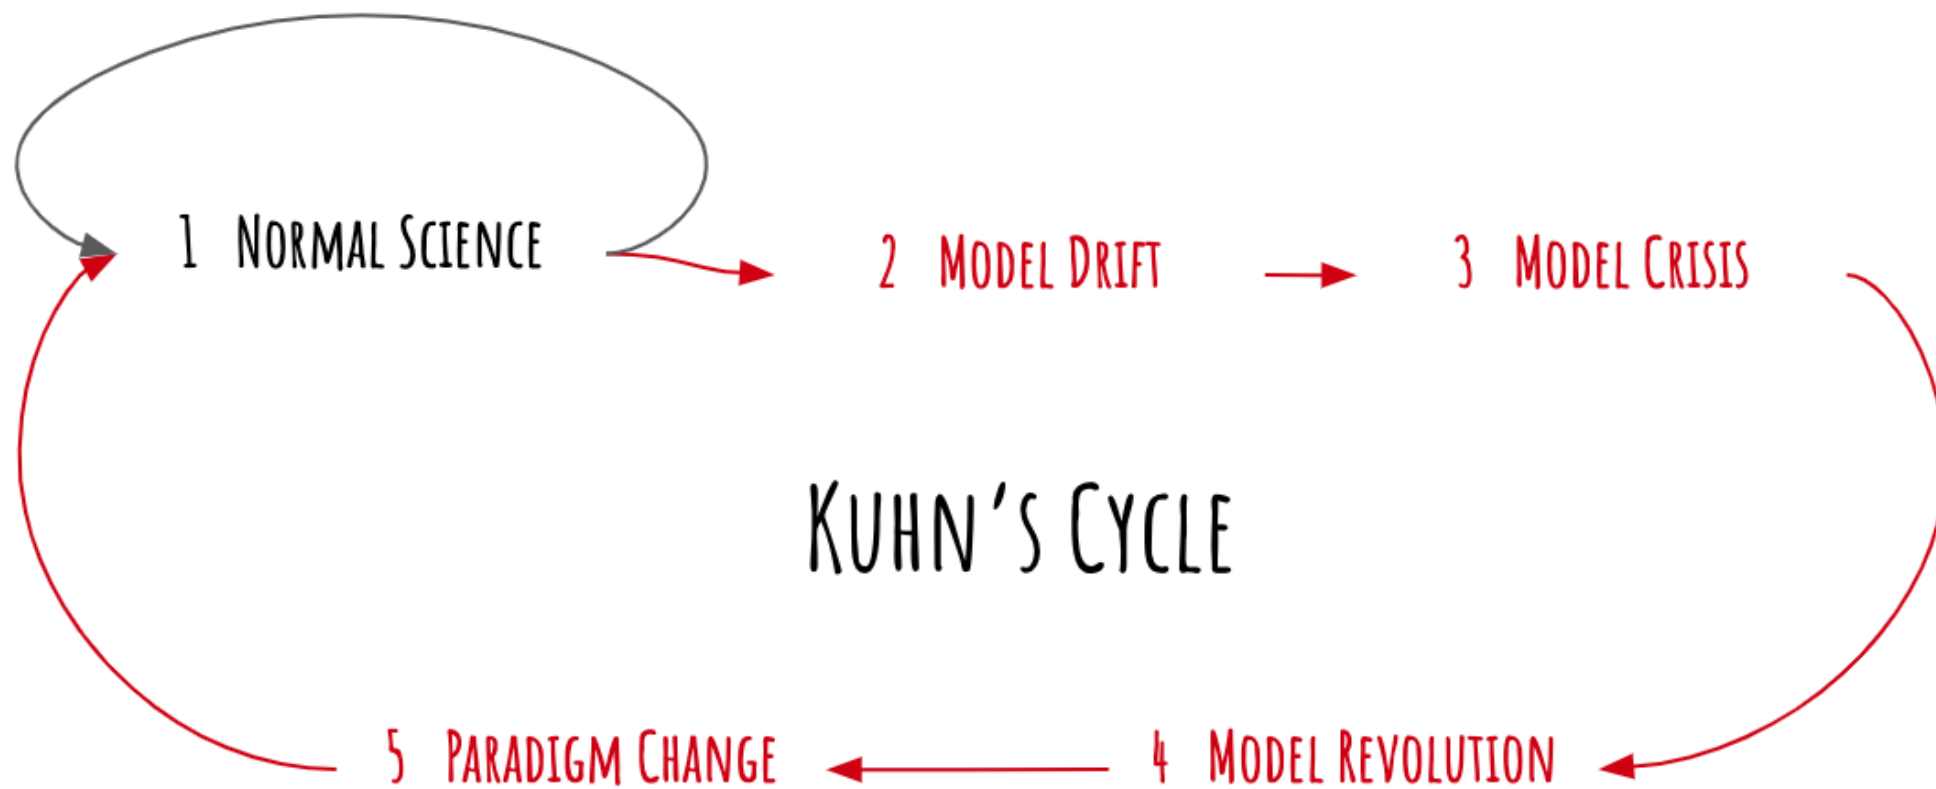 1 Normal Science
2 Model Drift
3 Model Crisis
Kuhn's Cycle
5 Paradigm Change
4 Model Revolution